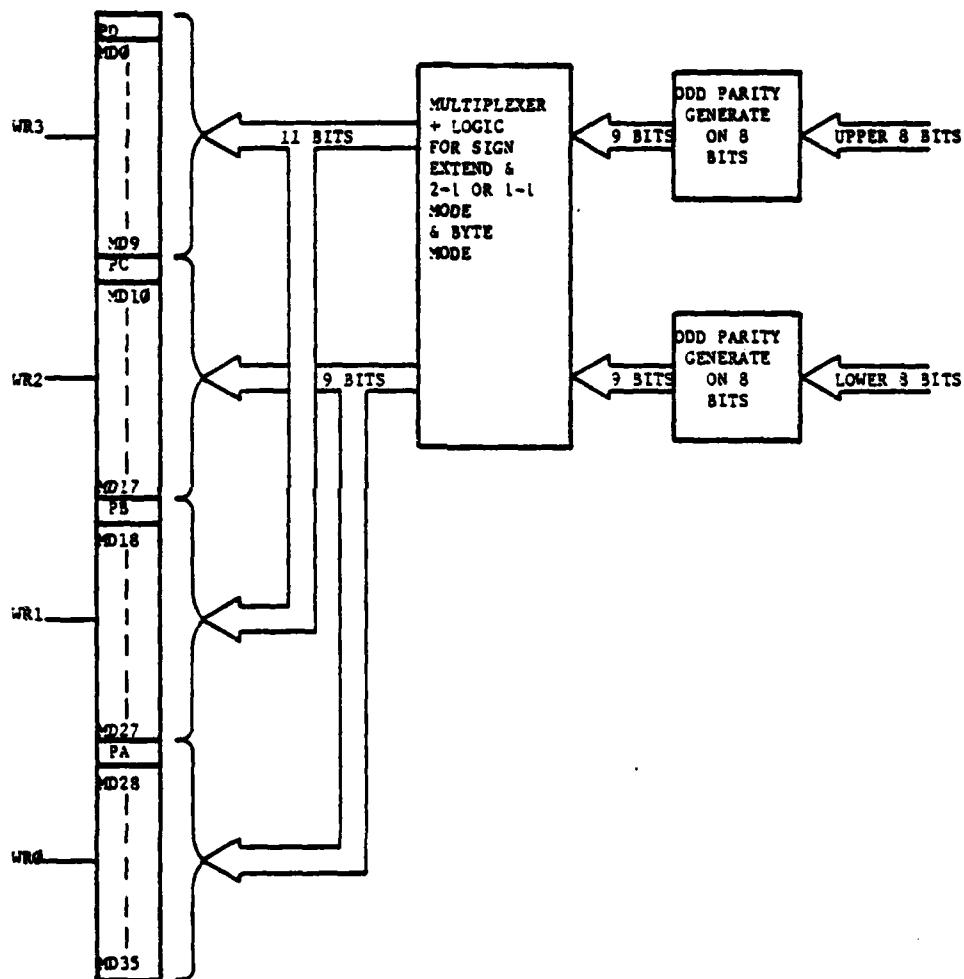 PD
MD0
WR3
MD9
PC
MD10
WR2
MD17
PB
MD18
WR1
MD27
PA
MD28
WR0
MD35
11 BITS
9 BITS
MULTIPLEXER
+ LOGIC
FOR SIGN
EXTEND &
2-1 OR 1-1
MODE
& BYTE
MODE
9 BITS
ODD PARITY
GENERATE
ON 8
BITS
UPPER 8 BITS
9 BITS
ODD PARITY
GENERATE
ON 8
BITS
LOWER 8 BITS